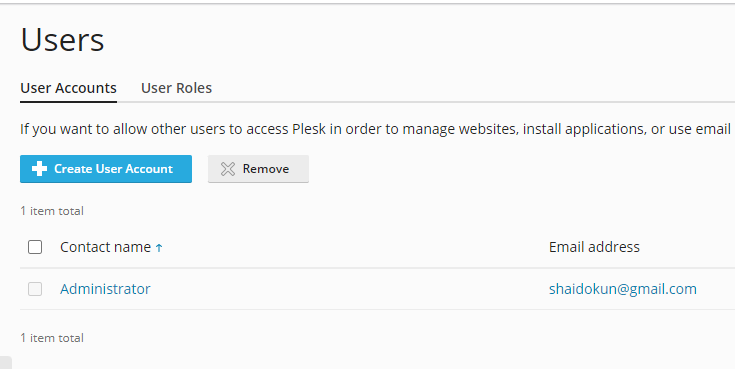 Users
User Accounts User Roles
If you want to allow other users to access Plesk in order to manage websites, install applications, or use email
Create User Account Remove
1 item total
Contact name ↑ Email address
Administrator shaidokun@gmail.com
1 item total